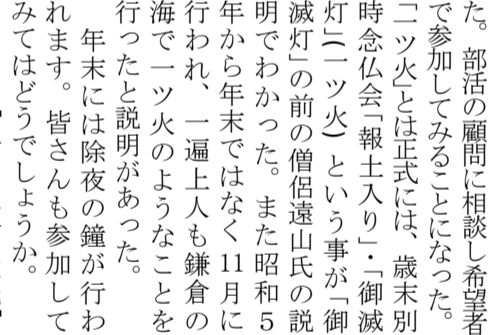 た。部活の顧問に相談し希望者
で参加してみることになった。
「一ツ火」とは正式には、歳末別
時念仏会「報土入り」・「御滅
灯」(一ツ火) という事が「御
滅灯」の前の僧侶遠山氏の説
明でわかった。また昭和5
年から年末ではなく11月に
行われ、一遍上人も鎌倉の
海で一ツ火のようなことを
行ったと説明があった。
年末には除夜の鐘が行わ
れます。皆さんも参加して
みてはどうでしょうか。